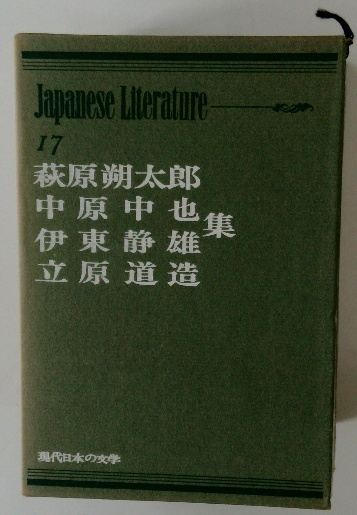 Japanese Literature
17
萩原朔太郎
中原中也
伊東静雄
立原道造
集
現代日本の文学